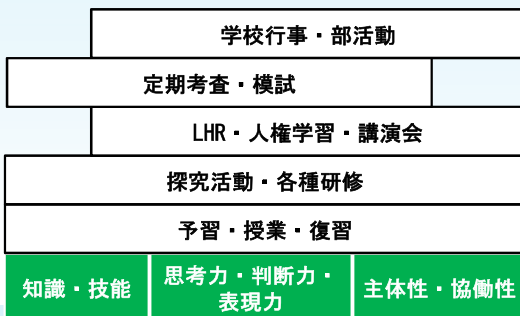 学校行事・部活動
定期考査・模試
LHR・人権学習・講演会
探究活動・各種研修
予習・授業・復習
知識・技能
思考力・判断力・
表現力
主体性・協働性